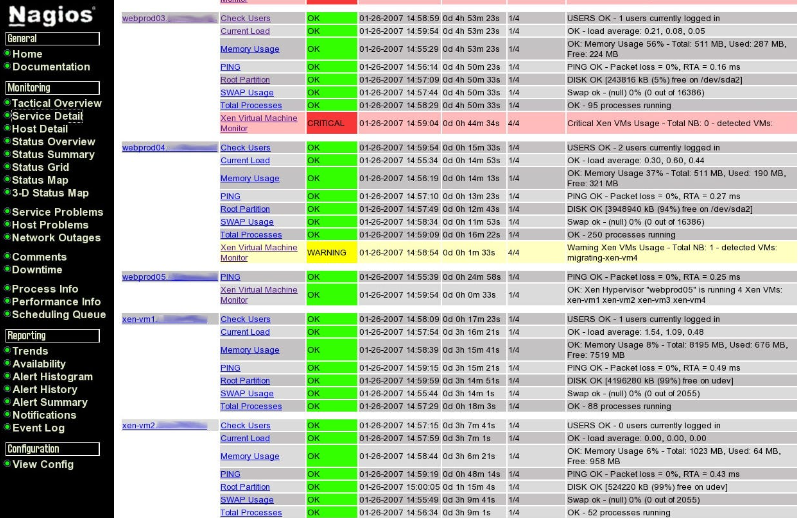 Nagios
General
Home
Documentation
Monitoring
Tactical Overview
Service Detail
Host Detail
Status Overview
Status Summary
Status Grid
Status Map
3-D Status Map
Service Problems
Host Problems
Network Outages
Comments
Downtime
Process Info
Performance Info
Scheduling Queue
Reporting
Trends
Availability
Alert Histogram
Alert History
Alert Summary
Notifications
Event Log
Configuration
View Config
Monitor
webprod03 Check Users OK 01-26-2007 14:58:59 0d 4h 53m 23s 1/4 USERS OK - 1 users currently logged in
Current Load OK 01-26-2007 14:59:04 0d 4h 53m 23s 1/4 OK - load average: 0.21, 0.08, 0.05
Memory Usage OK 01-26-2007 14:55:29 0d 4h 53m 23s 1/4 OK: Memory Usage 56% - Total: 511 MB, Used: 287 MB,
Free: 224 MB
PING OK 01-26-2007 14:56:14 0d 4h 50m 23s 1/4 PING OK - Packet loss = 0%, RTA = 0.16 ms
Root Partition OK 01-26-2007 14:57:09 0d 4h 50m 33s 1/4 DISK OK [243816 kB (5%) free on /dev/sda2]
SWAP Usage OK 01-26-2007 14:57:44 0d 4h 50m 33s 1/4 Swap ok - (null) 0% (0 out of 16386)
Total Processes OK 01-26-2007 14:58:29 0d 4h 50m 33s 1/4 OK - 95 processes running
Xen Virtual Machine
Monitor CRITICAL 01-26-2007 14:59:04 0d 0h 44m 34s 4/4 Critical Xen VMs Usage - Total NB: 0 - detected VMs:
webprod04 Check Users OK 01-26-2007 14:59:54 0d 0h 15m 33s 1/4 USERS OK - 2 users currently logged in
Current Load OK 01-26-2007 14:55:34 0d 0h 14m 53s 1/4 OK - load average: 0.30, 0.60, 0.44
Memory Usage OK 01-26-2007 14:56:19 0d 0h 14m 13s 1/4 OK: Memory Usage 37% - Total: 511 MB, Used: 190 MB,
Free: 321 MB
PING OK 01-26-2007 14:57:10 0d 0h 13m 23s 1/4 PING OK - Packet loss = 0%, RTA = 0.27 ms
Root Partition OK 01-26-2007 14:57:49 0d 0h 12m 43s 1/4 DISK OK [3948940 kB (94%) free on /dev/sda2]
SWAP Usage OK 01-26-2007 14:58:34 0d 0h 11m 53s 1/4 Swap ok - (null) 0% (0 out of 16386)
Total Processes OK 01-26-2007 14:59:09 0d 0h 16m 22s 1/4 OK - 250 processes running
Xen Virtual Machine
Monitor WARNING 01-26-2007 14:58:54 0d 0h 1m 33s 4/4 Warning Xen VMs Usage - Total NB: 1 - detected VMs:
migrating-xen-vm4
webprod05 PING OK 01-26-2007 14:55:39 0d 0h 24m 58s 1/4 PING OK - Packet loss = 0%, RTA = 0.25 ms
Xen Virtual Machine
Monitor OK 01-26-2007 14:59:54 0d 0h 0m 33s 1/4 OK: Xen Hypervisor "webprod05" is running 4 Xen VMs:
xen-vm1 xen-vm2 xen-vm3 xen-vm4
xen-vm1 Check Users OK 01-26-2007 14:58:09 0d 0h 17m 23s 1/4 USERS OK - 1 users currently logged in
Current Load OK 01-26-2007 14:57:54 0d 3h 16m 21s 1/4 OK - load average: 1.54, 1.09, 0.48
Memory Usage OK 01-26-2007 14:58:39 0d 3h 15m 41s 1/4 OK: Memory Usage 8% - Total: 8195 MB, Used: 676 MB,
Free: 7519 MB
PING OK 01-26-2007 14:59:15 0d 3h 15m 21s 1/4 PING OK - Packet loss = 0%, RTA = 0.49 ms
Root Partition OK 01-26-2007 14:59:59 0d 3h 14m 51s 1/4 DISK OK [4196280 kB (99%) free on udev]
SWAP Usage OK 01-26-2007 14:55:44 0d 3h 14m 1s 1/4 Swap ok - (null) 0% (0 out of 2055)
Total Processes OK 01-26-2007 14:57:29 0d 0h 18m 3s 1/4 OK - 88 processes running
xen-vm2 Check Users OK 01-26-2007 14:57:15 0d 3h 7m 41s 1/4 USERS OK - 0 users currently logged in
Current Load OK 01-26-2007 14:57:59 0d 3h 7m 1s 1/4 OK - load average: 0.00, 0.00, 0.00
Memory Usage OK 01-26-2007 14:58:44 0d 3h 6m 21s 1/4 OK: Memory Usage 6% - Total: 1023 MB, Used: 64 MB,
Free: 958 MB
PING OK 01-26-2007 14:59:19 0d 0h 48m 14s 1/4 PING OK - Packet loss = 0%, RTA = 0.43 ms
Root Partition OK 01-26-2007 15:00:05 0d 1h 15m 4s 1/4 DISK OK [524220 kB (99%) free on udev]
SWAP Usage OK 01-26-2007 14:55:49 0d 3h 9m 41s 1/4 Swap ok - (null) 0% (0 out of 2055)
Total Processes OK 01-26-2007 14:56:34 0d 3h 9m 1s 1/4 OK - 52 processes running